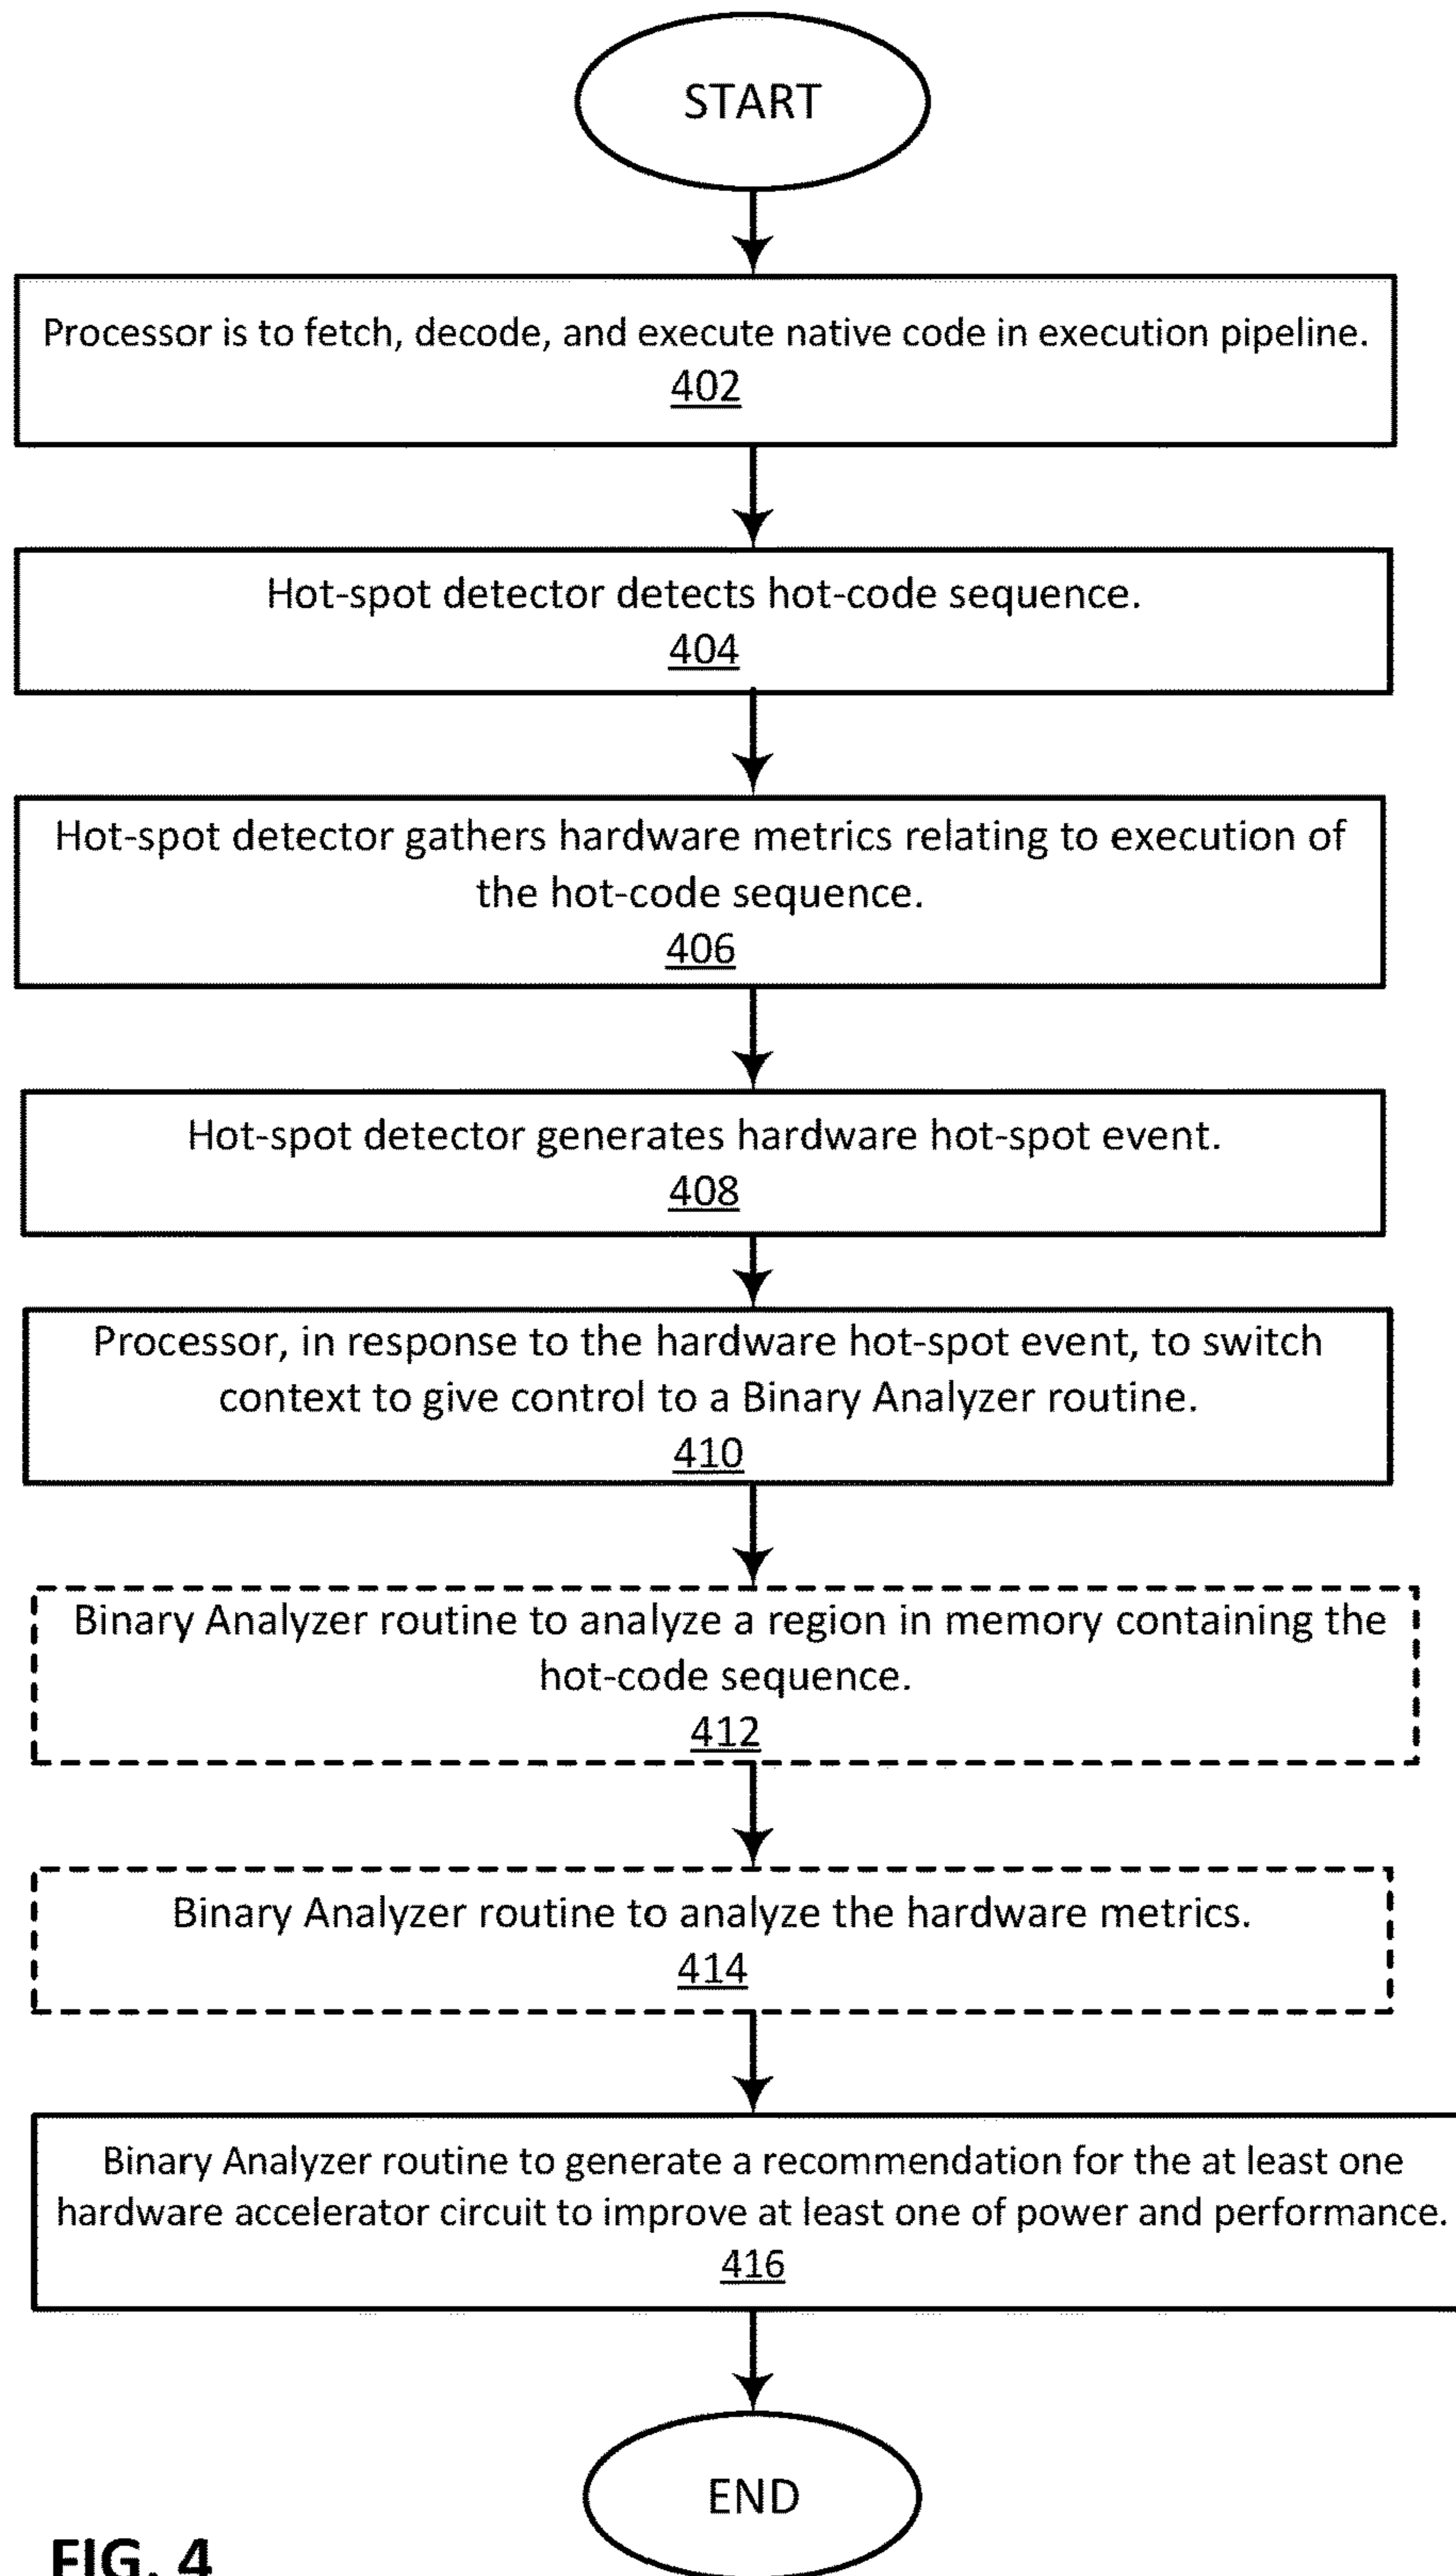 START
Processor is to fetch, decode, and execute native code in execution pipeline.
402
Hot-spot detector detects hot-code sequence.
404
Hot-spot detector gathers hardware metrics relating to execution of
the hot-code sequence.
406
Hot-spot detector generates hardware hot-spot event.
408
Processor, in response to the hardware hot-spot event, to switch
context to give control to a Binary Analyzer routine.
410
Binary Analyzer routine to analyze a region in memory containing the
hot-code sequence.
412
Binary Analyzer routine to analyze the hardware metrics.
414
Binary Analyzer routine to generate a recommendation for the at least one
hardware accelerator circuit to improve at least one of power and performance.
416
END
FIG. 4